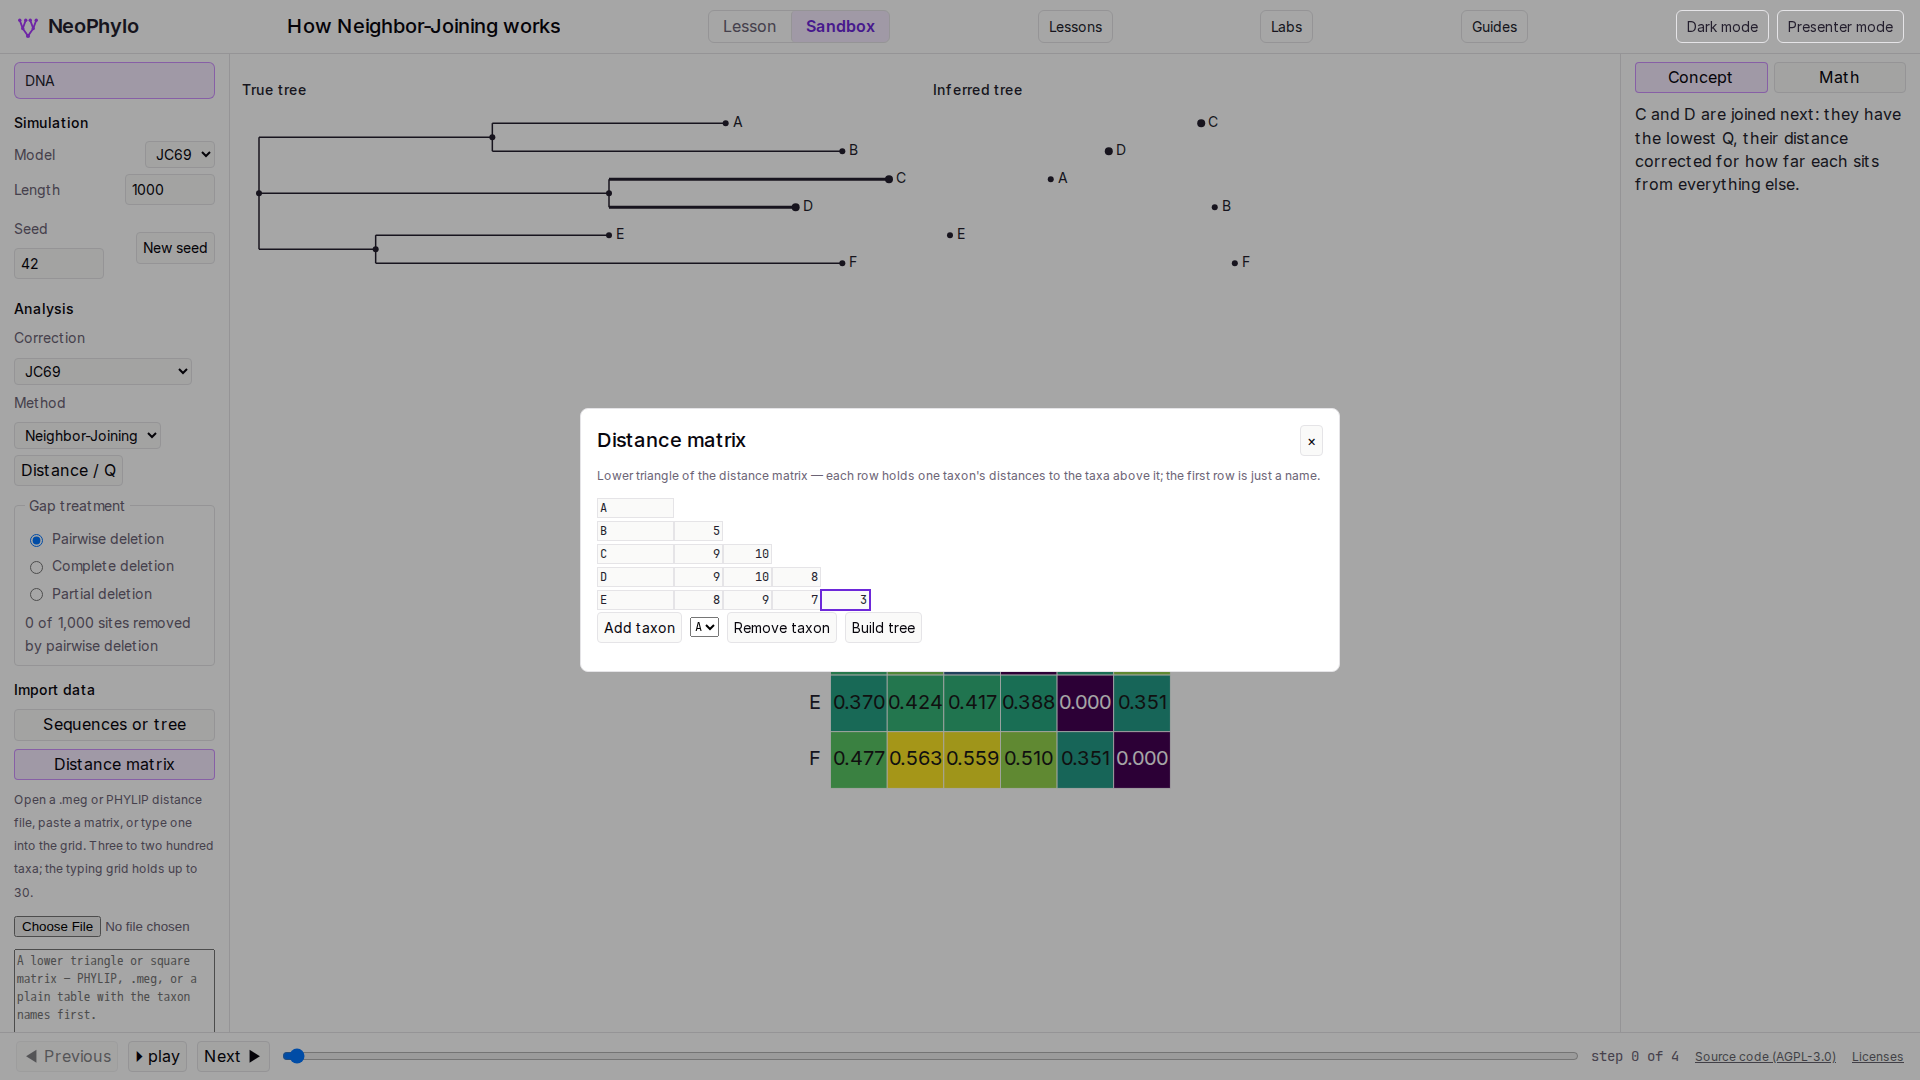 NeoPhylo
How Neighbor-Joining works
Lesson Sandbox
Lessons
Labs
Guides
Dark mode
Presenter mode
DNA
Simulation
Model JC69
Length 1000
Seed
42
New seed
Analysis
Correction
JC69
Method
Neighbor-Joining
Distance / Q
Gap treatment
Pairwise deletion
Complete deletion
Partial deletion
0 of 1,000 sites removed
by pairwise deletion
Import data
Sequences or tree
Distance matrix
Open a .meg or PHYLIP distance
file, paste a matrix, or type one
into the grid. Three to two hundred
taxa; the typing grid holds up to
30.
Choose File No file chosen
A lower triangle or square
matrix — PHYLIP, .meg, or a
plain table with the taxon
names first.
True tree
A
B
C
D
E
F
Inferred tree
C
D
A
B
E
F
Distance matrix
×
Lower triangle of the distance matrix — each row holds one taxon's distances to the taxa above it; the first row is just a name.
A
B 5
C 9 10
D 9 10 8
E 8 9 7 3
Add taxon A Remove taxon Build tree
E 0.370 0.424 0.417 0.388 0.000 0.351
F 0.477 0.563 0.559 0.510 0.351 0.000
Concept Math
C and D are joined next: they have
the lowest Q, their distance
corrected for how far each sits
from everything else.
◀ Previous
play
Next ▶
step 0 of 4
Source code (AGPL-3.0)
Licenses